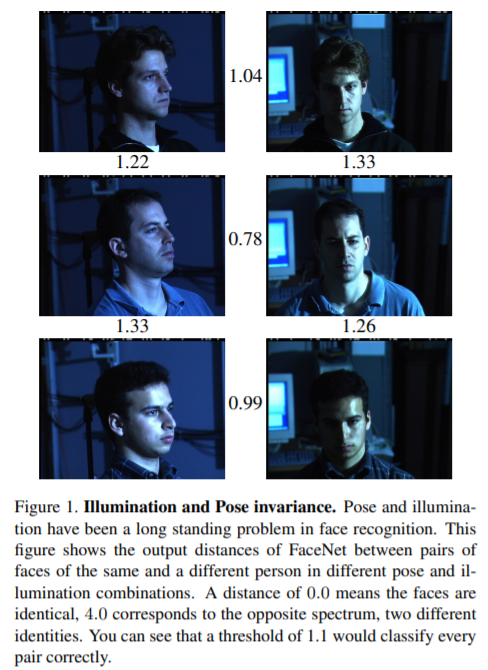 1.04
1.22 1.33
0.78
1.33 1.26
0.99
Figure 1. Illumination and Pose invariance. Pose and illumina-
tion have been a long standing problem in face recognition. This
figure shows the output distances of FaceNet between pairs of
faces of the same and a different person in different pose and il-
lumination combinations. A distance of 0.0 means the faces are
identical, 4.0 corresponds to the opposite spectrum, two different
identities. You can see that a threshold of 1.1 would classify every
pair correctly.